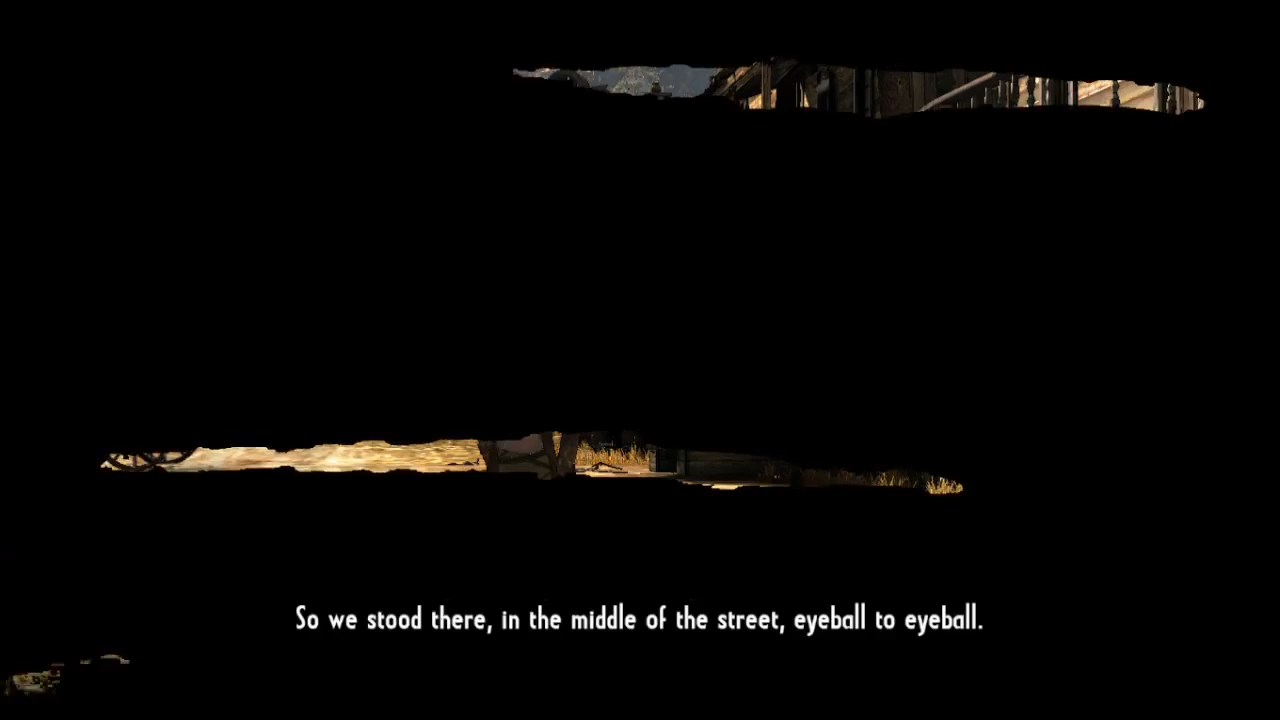 So we stood there, in the middle of the street, eyeball to eyeball.